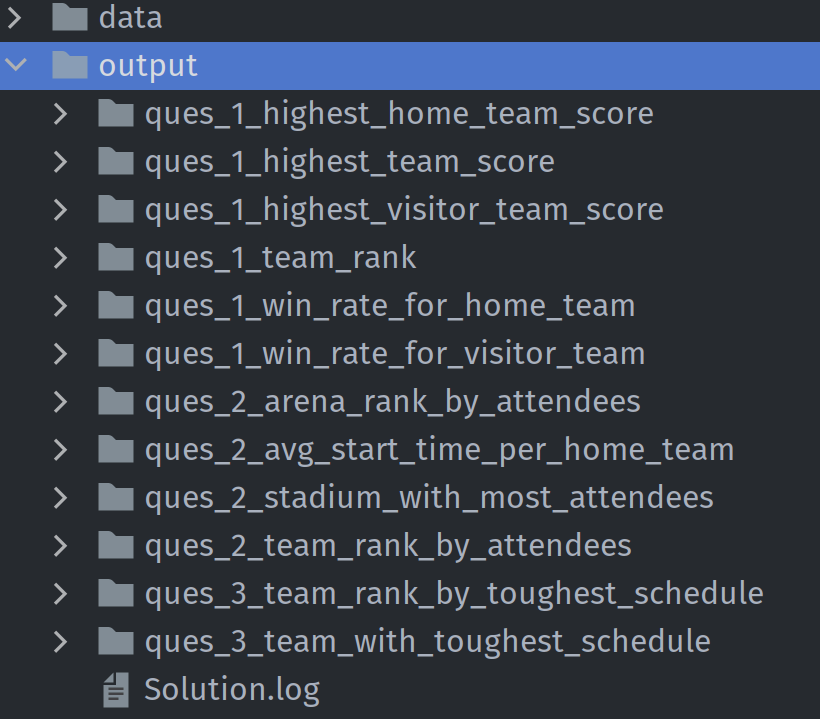 data
output
ques_1_highest_home_team_score
ques_1_highest_team_score
ques_1_highest_visitor_team_score
ques_1_team_rank
ques_1_win_rate_for_home_team
ques_1_win_rate_for_visitor_team
ques_2_arena_rank_by_attendees
ques_2_avg_start_time_per_home_team
ques_2_stadium_with_most_attendees
ques_2_team_rank_by_attendees
ques_3_team_rank_by_toughest_schedule
ques_3_team_with_toughest_schedule
Solution.log